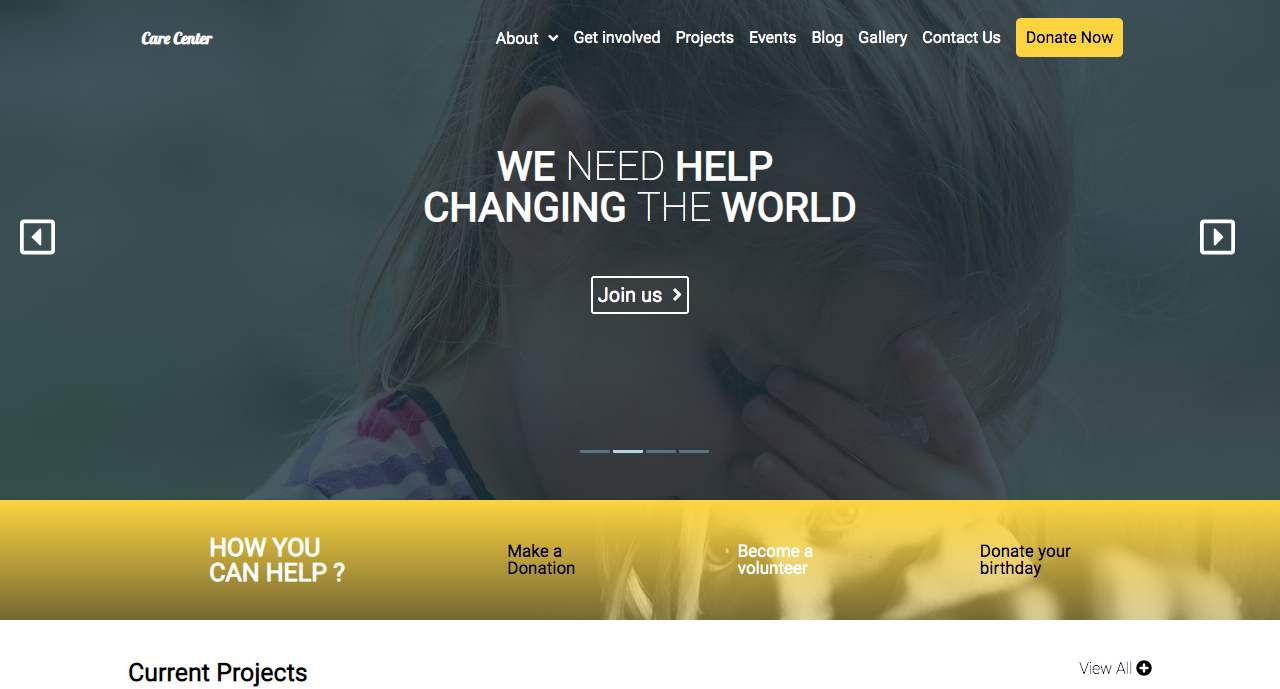 Care Center
About
Get involved
Projects
Events
Blog
Gallery
Contact Us
Donate Now
WE NEED HELP
CHANGING THE WORLD
Join us
HOW YOU
CAN HELP ?
Make a
Donation
Become a
volunteer
Donate your
birthday
Current Projects
View All